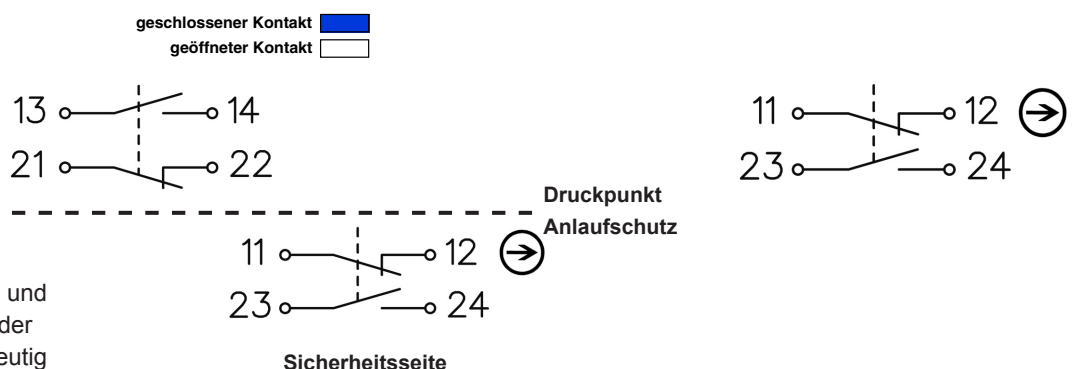 geschlossener Kontakt
geöffneter Kontakt
13 14
21 22
11 12
23 24
Druckpunkt
Anlaufschutz
11 12
23 24
und
der
eutig
Sicherheitsseite